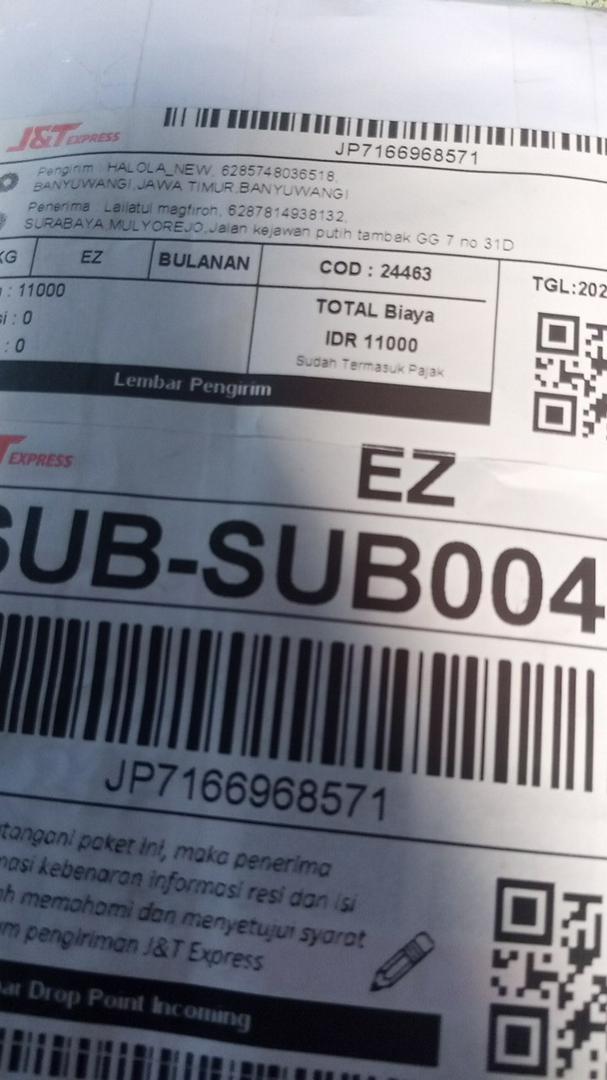 J&T EXPRESS
JP7166968571
Pengirim : HALOLA_NEW, 6285748036518,
BANYUWANGI,JAWA TIMUR,BANYUWANGI
Penerima : Lailatul magfiroh, 6287814938132,
SURABAYA,MULYOREJO,Jalan kejawan putih tambak GG 7 no 31D
KG EZ BULANAN COD : 24463 TGL:202
: 11000
TOTAL Biaya
: 0
IDR 11000
: 0
Sudah Termasuk Pajak
Lembar Pengirim
T EXPRESS
EZ
SUB-SUB004
JP7166968571
tangani paket ini, maka penerima
masi kebenaran informasi resi dan isi
h memahami dan menyetujui syarat
m pengiriman J&T Express
ar Drop Point Incoming